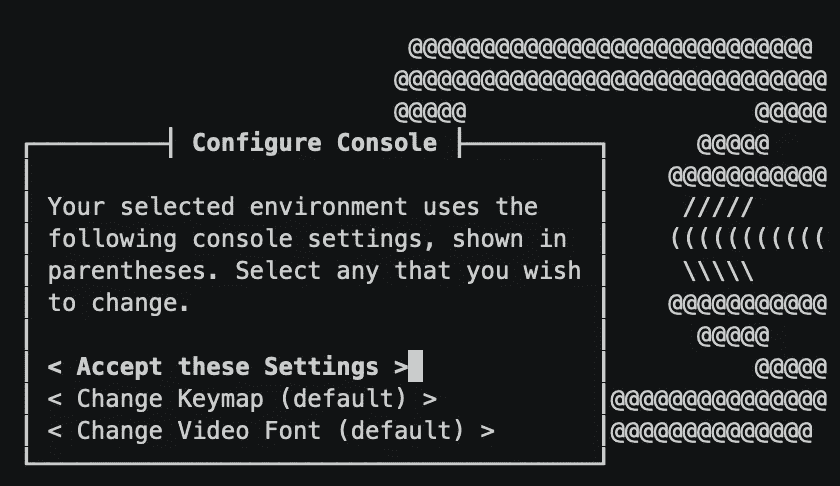 @@@@@@@@@@@@@@@@@@@@@@@@@@@@
@@@@@@@@@@@@@@@@@@@@@@@@@@@@@@
@@@@@ @@@@@
Configure Console @@@@@
@@@@@@@@@@@
Your selected environment uses the /////
following console settings, shown in (((((((((((
parentheses. Select any that you wish \\\\\
to change. @@@@@@@@@@@
@@@@@
< Accept these Settings > @@@@@
< Change Keymap (default) > @@@@@@@@@@@@@@@
< Change Video Font (default) > @@@@@@@@@@@@@@